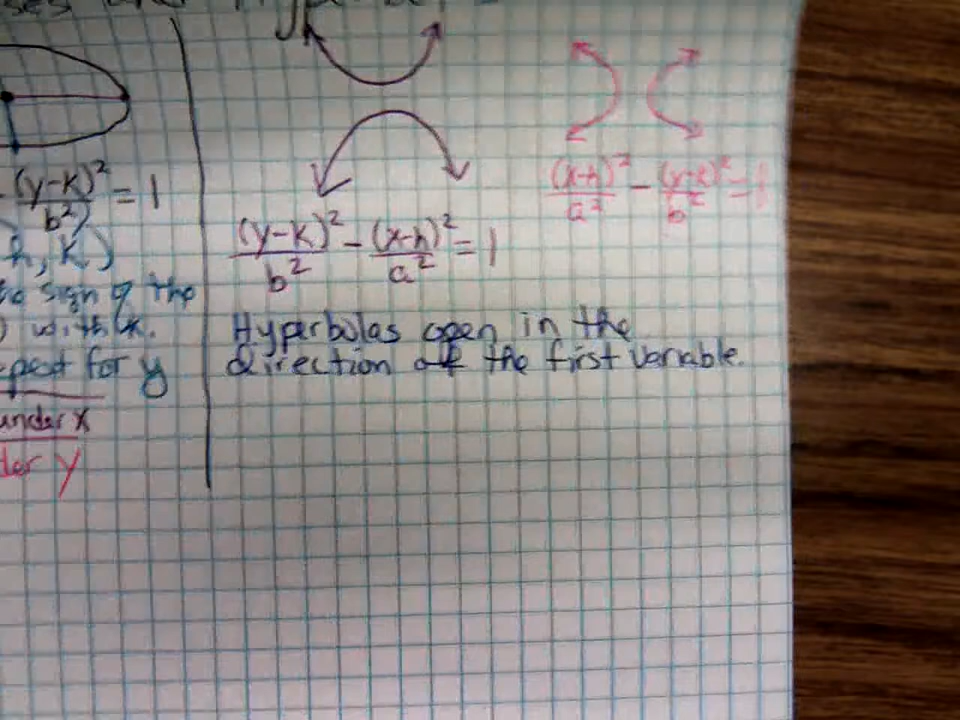 (y-k)² / b² = 1
h, k)
sign of the
with x.
for y
under x
y
(y-k)² / b² - (x-h)² / a² = 1
Hyperbolas open in the
direction of the first variable.
(x-h)² / a² - (y-k)² / b² = 1